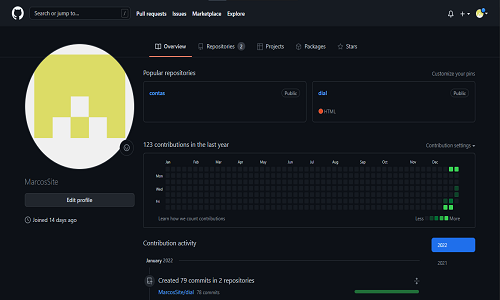 Search or jump to...
/
Pull requests Issues Marketplace Explore
Overview Repositories 2 Projects Packages Stars
Popular repositories
Customize your pins
contas Public
dial Public
HTML
123 contributions in the last year
Contribution settings
Jan Feb Mar Apr May Jun Jul Aug Sep Oct Nov Dec
Mon
Wed
Fri
Learn how we count contributions
Less More
MarcosSite
Edit profile
Joined 14 days ago
Contribution activity
2022
2021
January 2022
Created 79 commits in 2 repositories
MarcosSite/dial 78 commits